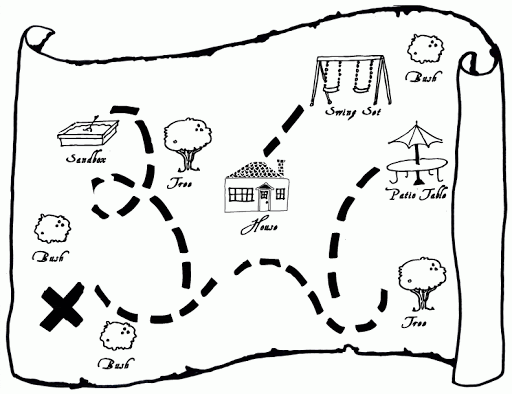 Bush
Swing Set
Sandbox
Tree
Patio Table
House
Bush
Tree
Bush